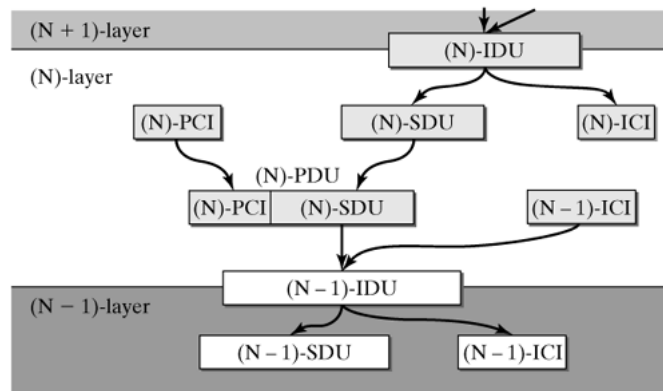 (N + 1)-layer
(N)-IDU
(N)-layer
(N)-PCI
(N)-SDU
(N)-ICI
(N)-PDU
(N)-PCI
(N)-SDU
(N – 1)-ICI
(N – 1)-IDU
(N – 1)-layer
(N – 1)-SDU
(N – 1)-ICI